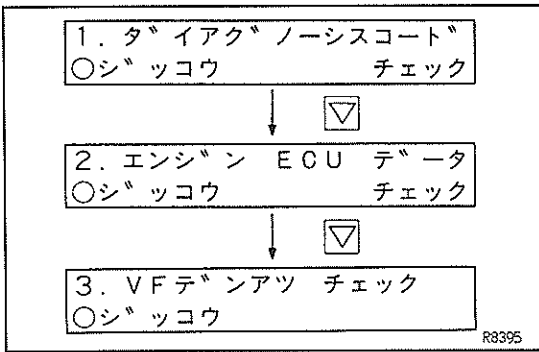 1. ダイアグノーシスコード
○ジッコウ チェック
▽
2. エンジン ECU データ
○ジッコウ チェック
▽
3. VFデンアツ チェック
○ジッコウ
R8395